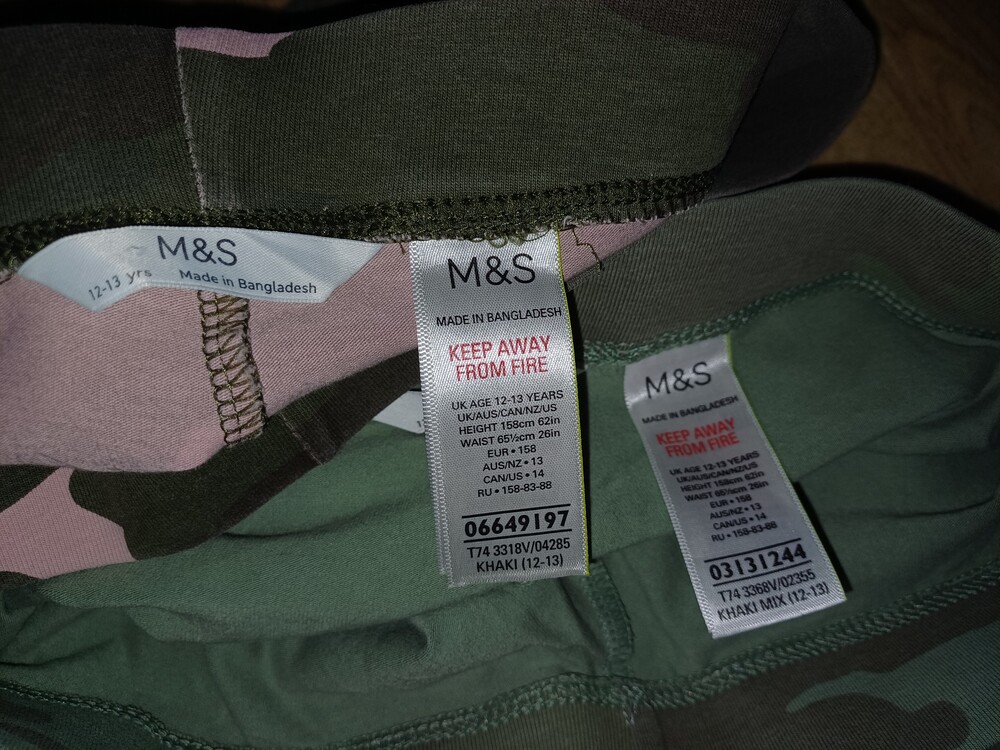 M&S
12-13 yrs Made in Bangladesh
M&S
MADE IN BANGLADESH
KEEP AWAY
FROM FIRE
UK AGE 12-13 YEARS
UK/AUS/CAN/NZ/US
HEIGHT 158cm 62in
WAIST 65½cm 26in
EUR • 158
AUS/NZ • 13
CAN/US • 14
RU • 158-83-88
06649197
T74 3318V/04285
KHAKI (12-13)
M&S
MADE IN BANGLADESH
KEEP AWAY
FROM FIRE
UK AGE 12-13 YEARS
UK/AUS/CAN/NZ/US
HEIGHT 158cm 62in
WAIST 65½cm 26in
EUR • 158
AUS/NZ • 13
CAN/US • 14
RU • 158-83-88
03131244
T74 3368V/02355
KHAKI MIX (12-13)